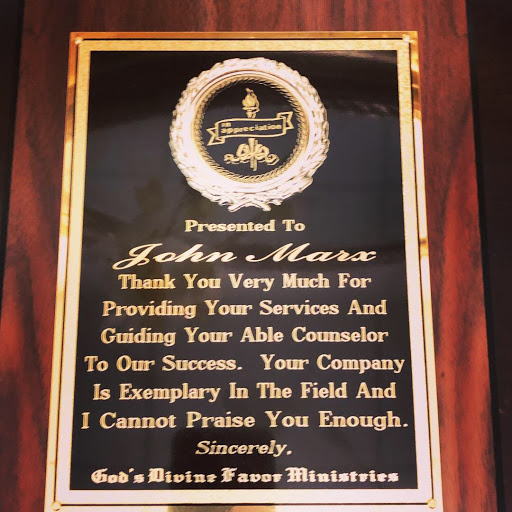 in
appreciation
Presented To
John Marx
Thank You Very Much For
Providing Your Services And
Guiding Your Able Counselor
To Our Success. Your Company
Is Exemplary In The Field And
I Cannot Praise You Enough.
Sincerely,
God's Divine Favor Ministries